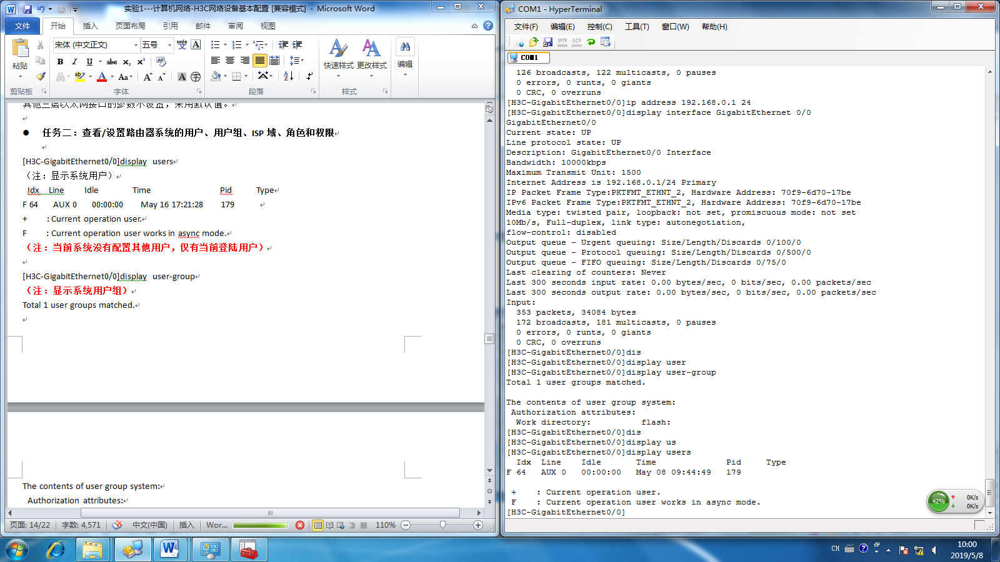 实验1---计算机网络-H3C网络设备基本配置 [兼容模式] - Microsoft Word
文件 开始 插入 页面布局 引用 邮件 审阅 视图
宋体 (中文正文) 五号 wén A
粘贴 B I U abc x₂ x² 快速样式 更改样式 编辑
A ab A Aa A A A 字
剪贴板 字体 段落 样式
其他三层以太网接口的参数不设置，采用默认值。
● 任务二：查看/设置路由器系统的用户、用户组、ISP 域、角色和权限
[H3C-GigabitEthernet0/0]display users
（注：显示系统用户）
Idx Line Idle Time Pid Type
F 64 AUX 0 00:00:00 May 16 17:21:28 179
+ : Current operation user.
F : Current operation user works in async mode.
（注：当前系统没有配置其他用户，仅有当前登陆用户）
[H3C-GigabitEthernet0/0]display user-group
（注：显示系统用户组）
Total 1 user groups matched.
The contents of user group system:
Authorization attributes:
页面: 14/22 字数: 4,571 中文(中国) 插入 Wor... 110%
COM1 - HyperTerminal
文件(F) 编辑(E) 控制(C) 工具(T) 窗口(W) 帮助(H)
SFTP SCP
COM1
126 broadcasts, 122 multicasts, 0 pauses
0 errors, 0 runts, 0 giants
0 CRC, 0 overruns
[H3C-GigabitEthernet0/0]ip address 192.168.0.1 24
[H3C-GigabitEthernet0/0]display interface GigabitEthernet 0/0
GigabitEthernet0/0
Current state: UP
Line protocol state: UP
Description: GigabitEthernet0/0 Interface
Bandwidth: 10000kbps
Maximum Transmit Unit: 1500
Internet Address is 192.168.0.1/24 Primary
IP Packet Frame Type:PKTFMT_ETHNT_2, Hardware Address: 70f9-6d70-17be
IPv6 Packet Frame Type:PKTFMT_ETHNT_2, Hardware Address: 70f9-6d70-17be
Media type: twisted pair, loopback: not set, promiscuous mode: not set
10Mb/s, Full-duplex, link type: autonegotiation,
flow-control: disabled
Output queue - Urgent queuing: Size/Length/Discards 0/100/0
Output queue - Protocol queuing: Size/Length/Discards 0/500/0
Output queue - FIFO queuing: Size/Length/Discards 0/75/0
Last clearing of counters: Never
Last 300 seconds input rate: 0.00 bytes/sec, 0 bits/sec, 0.00 packets/sec
Last 300 seconds output rate: 0.00 bytes/sec, 0 bits/sec, 0.00 packets/sec
Input:
353 packets, 34084 bytes
172 broadcasts, 181 multicasts, 0 pauses
0 errors, 0 runts, 0 giants
0 CRC, 0 overruns
[H3C-GigabitEthernet0/0]dis
[H3C-GigabitEthernet0/0]display user
[H3C-GigabitEthernet0/0]display user-group
Total 1 user groups matched.
The contents of user group system:
Authorization attributes:
Work directory: flash:
[H3C-GigabitEthernet0/0]dis
[H3C-GigabitEthernet0/0]display us
[H3C-GigabitEthernet0/0]display users
Idx Line Idle Time Pid Type
F 64 AUX 0 00:00:00 May 08 09:44:49 179
+ : Current operation user.
F : Current operation user works in async mode.
[H3C-GigabitEthernet0/0]
42% 0K/s
0K/s
CH 10:00
2019/5/8